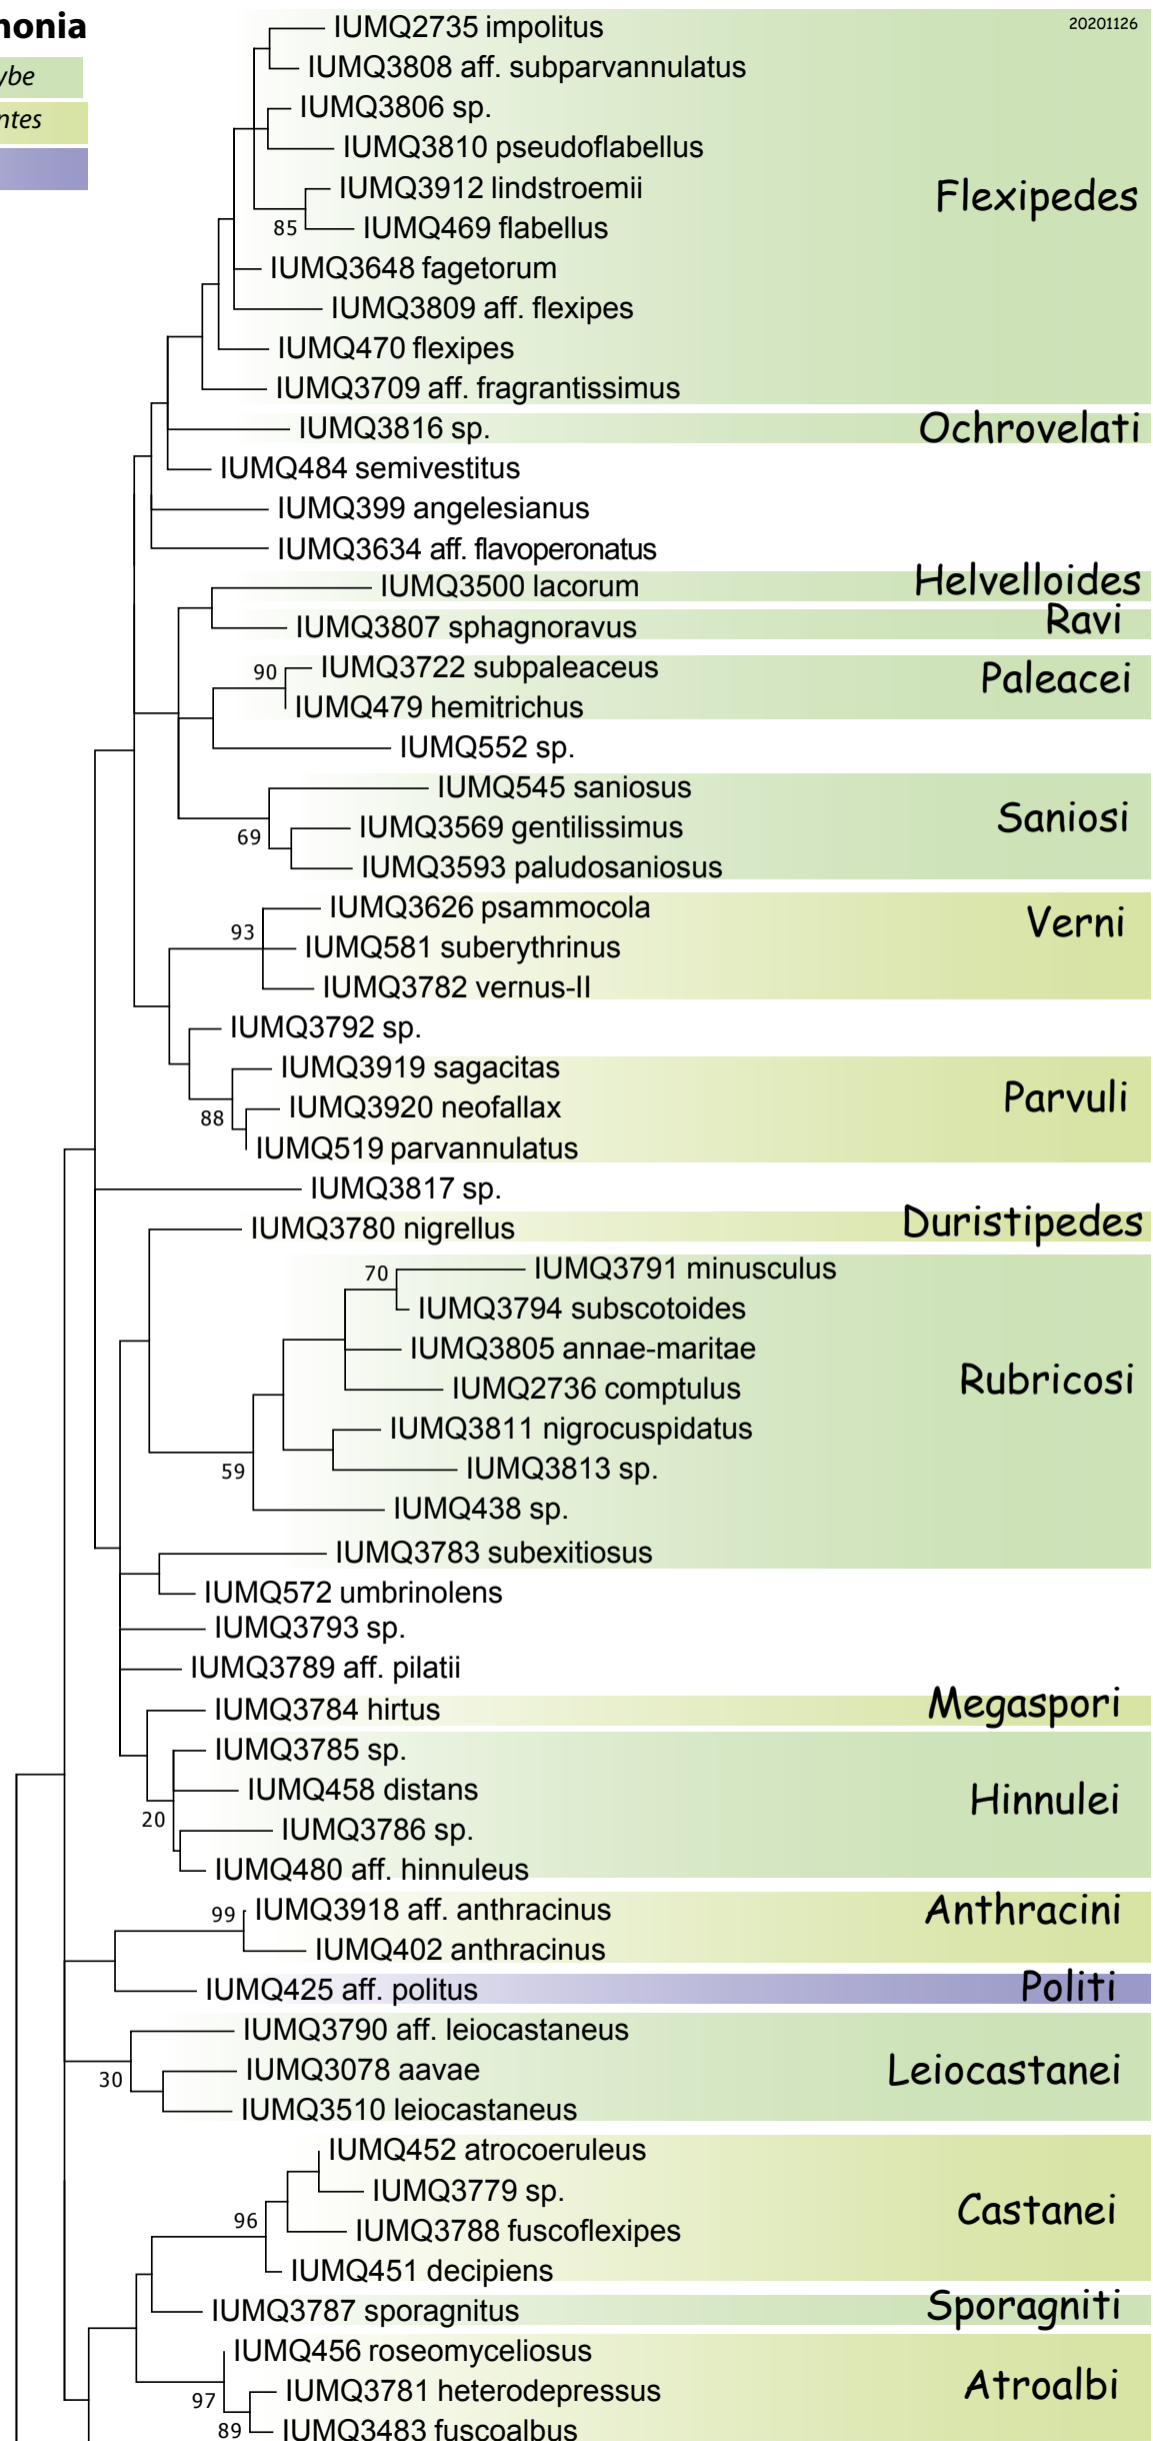 nonia
20201126
ybe
ntes
IUMQ2735 impolitus
IUMQ3808 aff. subparvannulatus
IUMQ3806 sp.
IUMQ3810 pseudoflabellus
IUMQ3912 lindstroemii
Flexipedes
85
IUMQ469 flabellus
IUMQ3648 fagetorum
IUMQ3809 aff. flexipes
IUMQ470 flexipes
IUMQ3709 aff. fragrantissimus
IUMQ3816 sp.
Ochrovelati
IUMQ484 semivestitus
IUMQ399 angelesianus
IUMQ3634 aff. flavoperonatus
IUMQ3500 lacorum
Helvelloides
IUMQ3807 sphagnoravus
Ravi
90
IUMQ3722 subpaleaceus
Paleacei
IUMQ479 hemitrichus
IUMQ552 sp.
IUMQ545 saniosus
Saniosi
IUMQ3569 gentilissimus
69
IUMQ3593 paludosaniosus
IUMQ3626 psammocola
Verni
93
IUMQ581 suberythrinus
IUMQ3782 vernus-II
IUMQ3792 sp.
IUMQ3919 sagacitas
Parvuli
IUMQ3920 neofallax
88
IUMQ519 parvannulatus
IUMQ3817 sp.
IUMQ3780 nigrellus
Duristipedes
70
IUMQ3791 minusculus
IUMQ3794 subscotoides
IUMQ3805 annae-maritae
Rubricosi
IUMQ2736 comptulus
IUMQ3811 nigrocuspidatus
59
IUMQ3813 sp.
IUMQ438 sp.
IUMQ3783 subexitiosus
IUMQ572 umbrinolens
IUMQ3793 sp.
IUMQ3789 aff. pilatii
IUMQ3784 hirtus
Megaspori
IUMQ3785 sp.
IUMQ458 distans
Hinnulei
20
IUMQ3786 sp.
IUMQ480 aff. hinnuleus
99
IUMQ3918 aff. anthracinus
Anthracini
IUMQ402 anthracinus
IUMQ425 aff. politus
Politi
IUMQ3790 aff. leiocastaneus
IUMQ3078 aavae
Leiocastanei
30
IUMQ3510 leiocastaneus
IUMQ452 atrocoeruleus
IUMQ3779 sp.
Castanei
96
IUMQ3788 fuscoflexipes
IUMQ451 decipiens
IUMQ3787 sporagnitus
Sporagniti
IUMQ456 roseomyceliosus
IUMQ3781 heterodepressus
Atroalbi
97
89
IUMQ3483 fuscoalbus